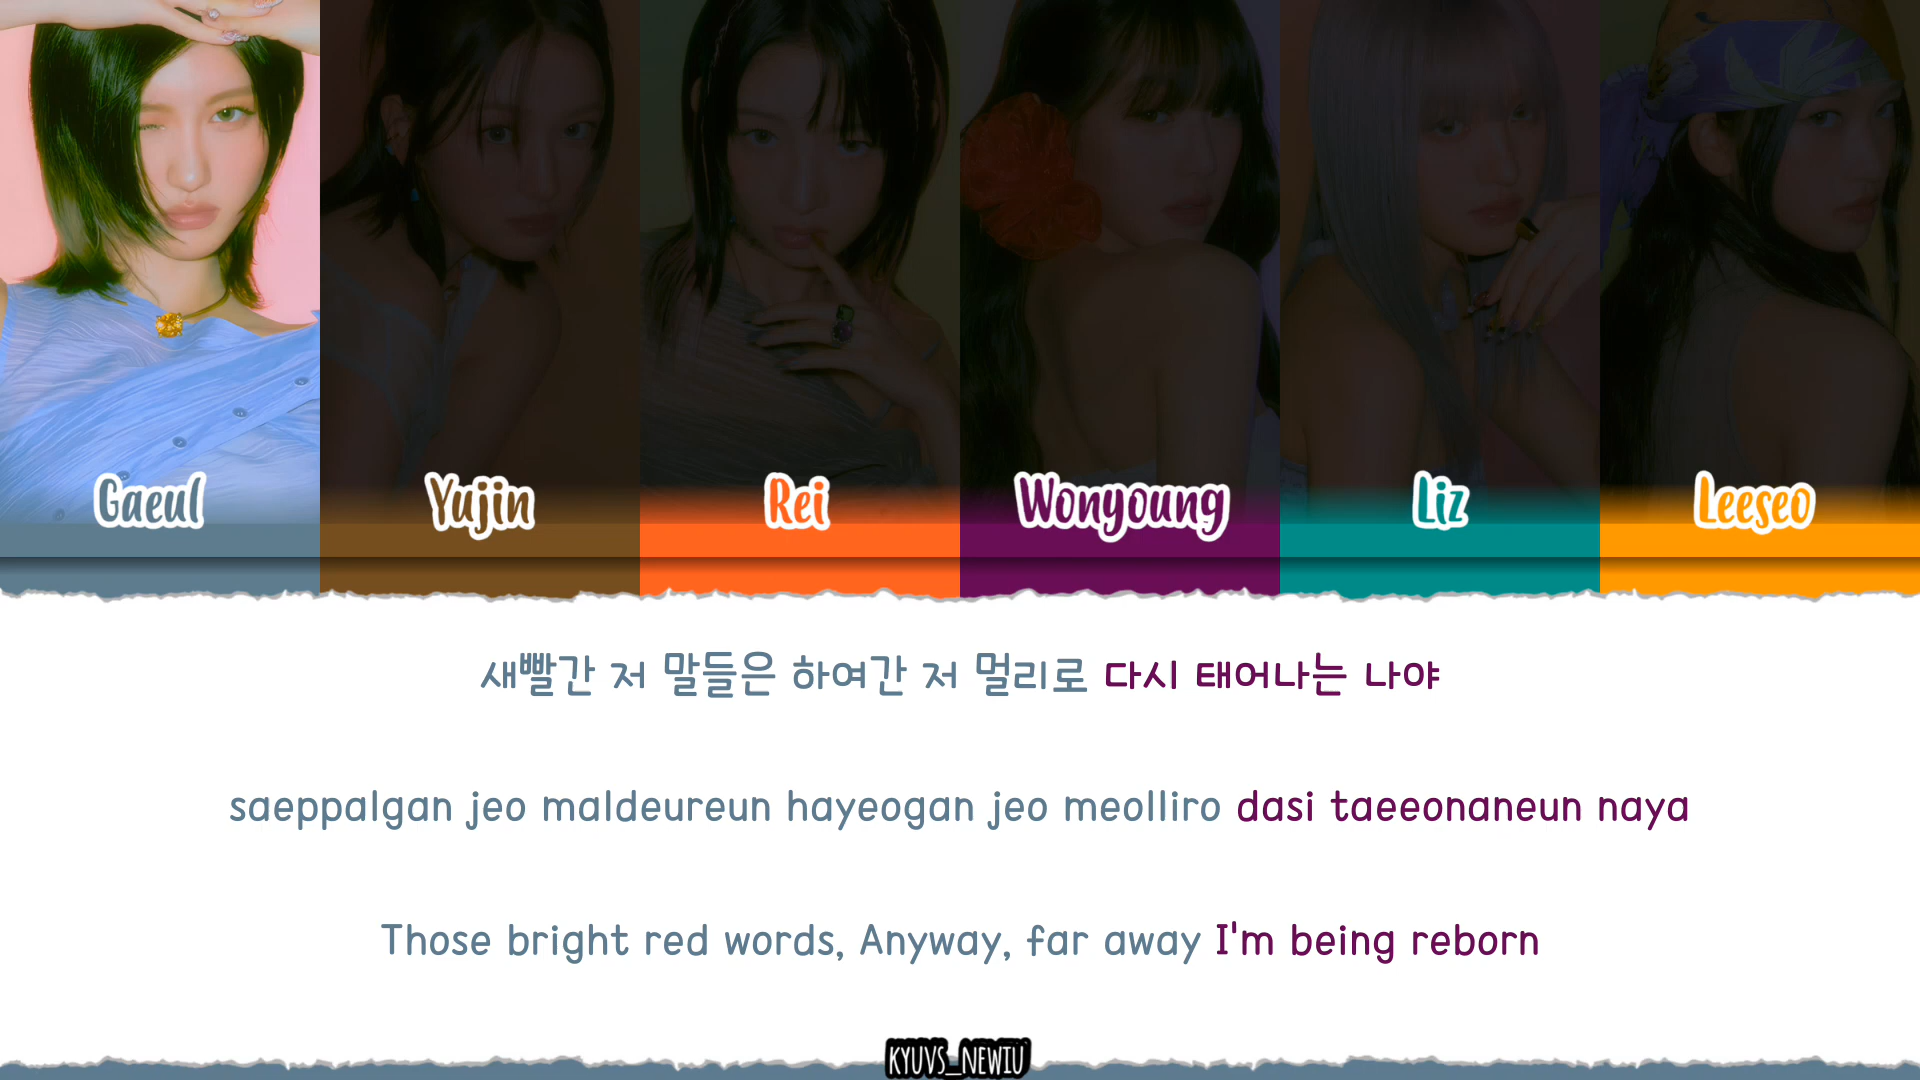 Gaeul Yujin Rei Wonyoung Liz Leeseo
새빨간 저 말들은 하여간 저 멀리로 다시 태어나는 나야
saeppalgan jeo maldeureun hayeogan jeo meolliro dasi taeeonaneun naya
Those bright red words, Anyway, far away I'm being reborn
KYUVS_NEWIU